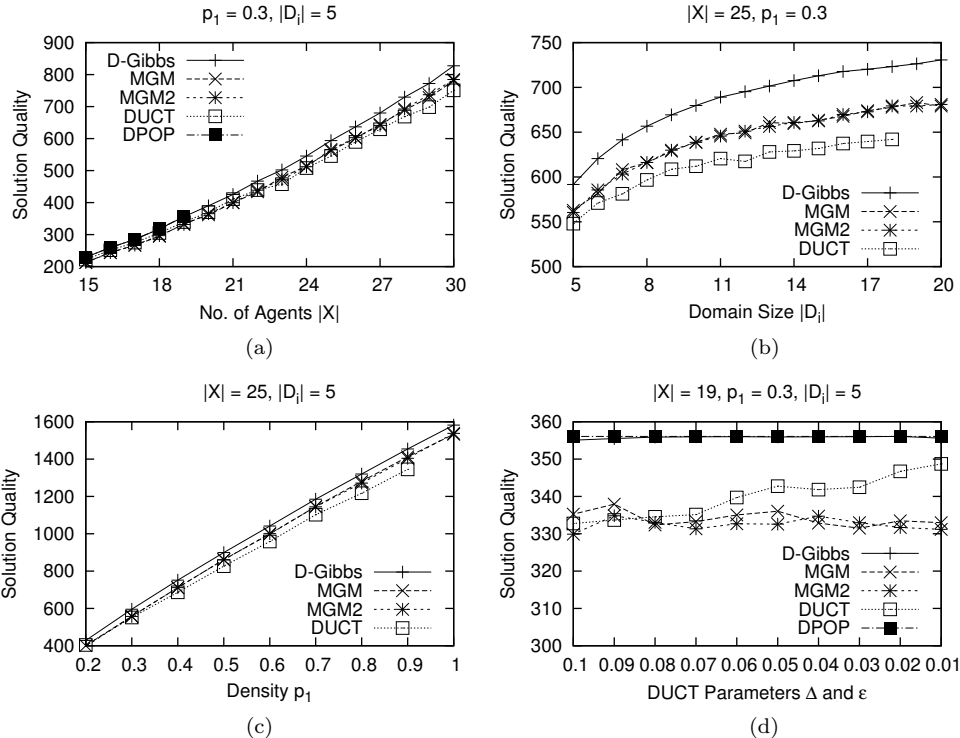 p₁ = 0.3, |Dᵢ| = 5
Solution Quality
900
800
700
600
500
400
300
200
D-Gibbs
MGM
MGM2
DUCT
DPOP
15 18 21 24 27 30
No. of Agents |X|
(a)
|X| = 25, p₁ = 0.3
Solution Quality
750
700
650
600
550
500
D-Gibbs
MGM
MGM2
DUCT
5 8 11 14 17 20
Domain Size |Dᵢ|
(b)
|X| = 25, |Dᵢ| = 5
Solution Quality
1600
1400
1200
1000
800
600
400
D-Gibbs
MGM
MGM2
DUCT
0.2 0.3 0.4 0.5 0.6 0.7 0.8 0.9 1
Density p₁
(c)
|X| = 19, p₁ = 0.3, |Dᵢ| = 5
Solution Quality
360
350
340
330
320
310
300
D-Gibbs
MGM
MGM2
DUCT
DPOP
0.1 0.09 0.08 0.07 0.06 0.05 0.04 0.03 0.02 0.01
DUCT Parameters Δ and ε
(d)